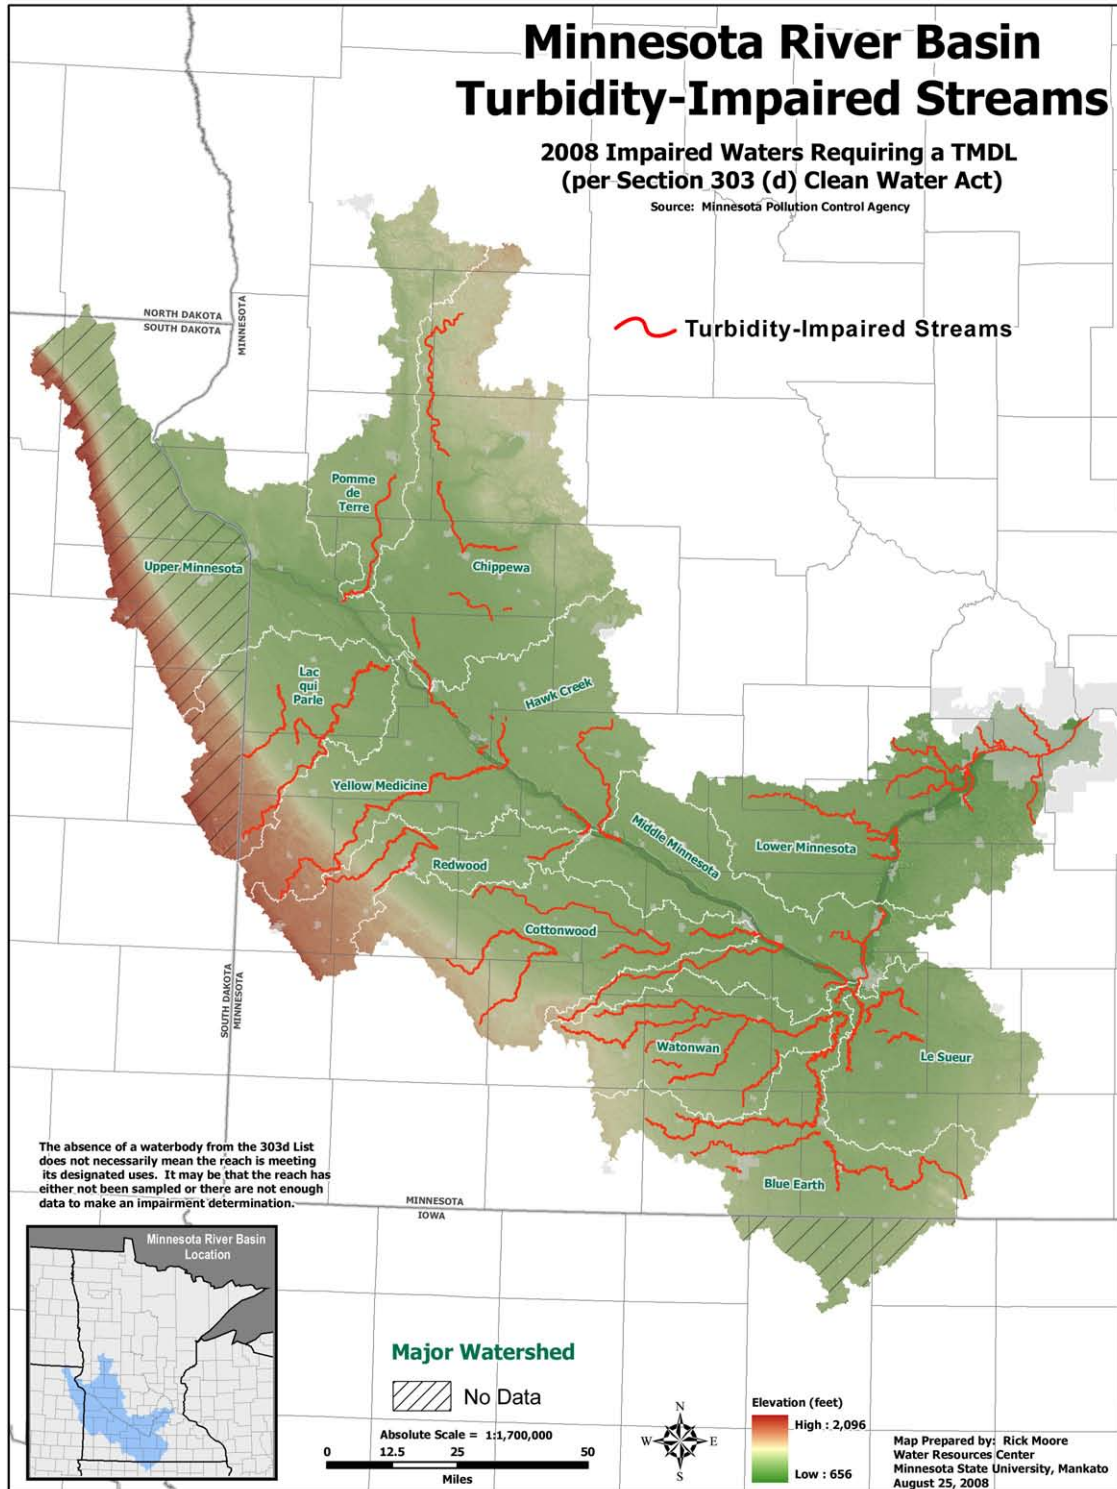 Minnesota River Basin
Turbidity-Impaired Streams
2008 Impaired Waters Requiring a TMDL
(per Section 303 (d) Clean Water Act)
Source: Minnesota Pollution Control Agency
Turbidity-Impaired Streams
NORTH DAKOTA
SOUTH DAKOTA
MINNESOTA
Pomme
de
Terre
Upper Minnesota
Chippewa
Lac
qui
Parle
Hawk Creek
Yellow Medicine
Middle Minnesota
Lower Minnesota
Redwood
Cottonwood
SOUTH DAKOTA
MINNESOTA
Watonwan
Le Sueur
Blue Earth
The absence of a waterbody from the 303d List
does not necessarily mean the reach is meeting
its designated uses. It may be that the reach has
either not been sampled or there are not enough
data to make an impairment determination.
MINNESOTA
IOWA
Minnesota River Basin
Location
Major Watershed
No Data
Absolute Scale = 1:1,700,000
0 12.5 25 50
Miles
N
W E
S
Elevation (feet)
High : 2,096
Low : 656
Map Prepared by: Rick Moore
Water Resources Center
Minnesota State University, Mankato
August 25, 2008